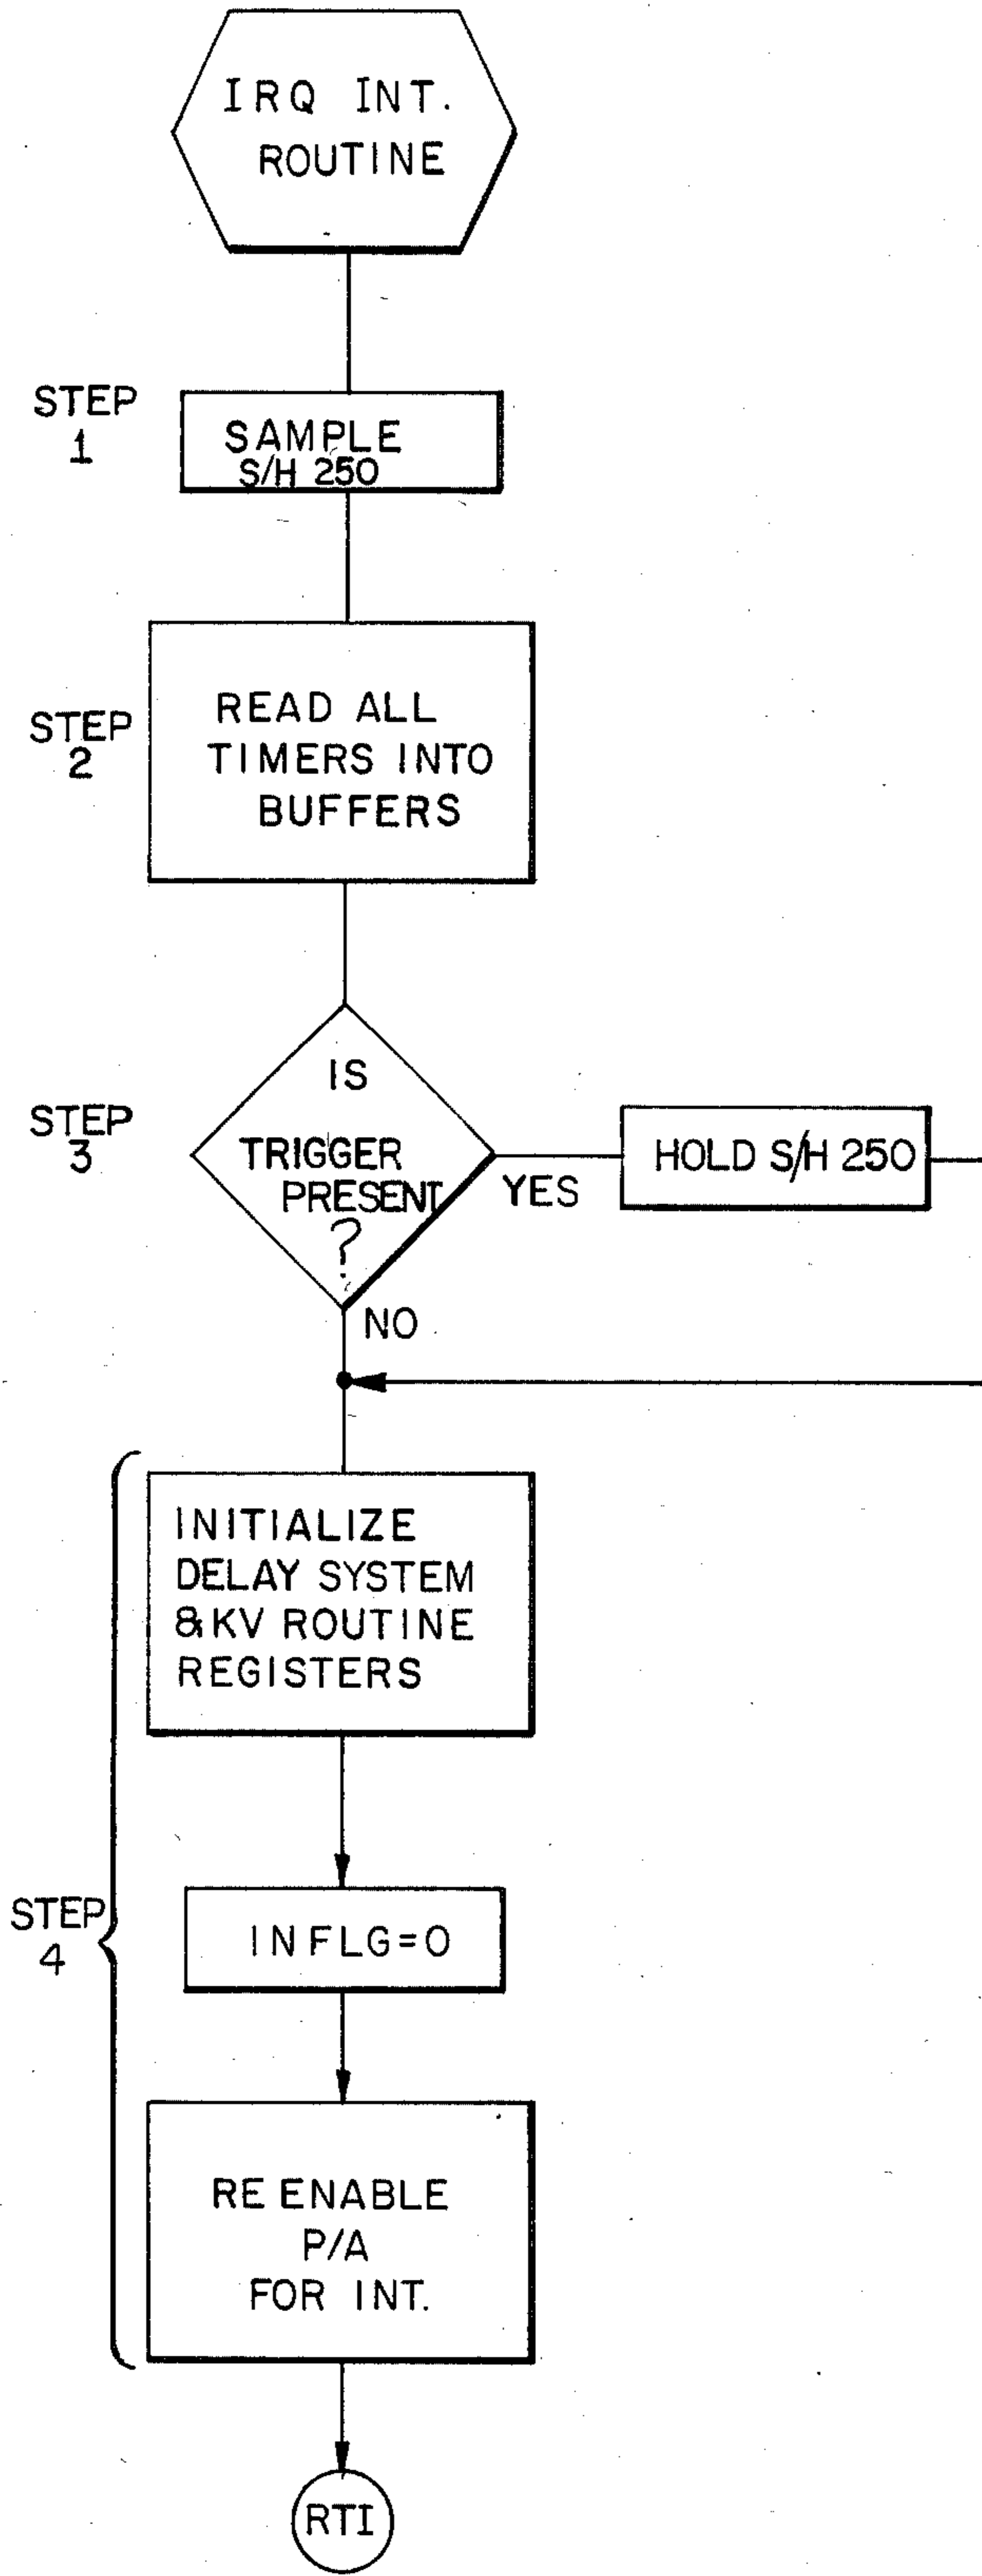 IRQ INT.
ROUTINE
STEP
1
SAMPLE
S/H 250
STEP
2
READ ALL
TIMERS INTO
BUFFERS
STEP
3
IS
TRIGGER
PRESENT
?
YES
HOLD S/H 250
NO
STEP
4
INITIALIZE
DELAY SYSTEM
&KV ROUTINE
REGISTERS
INFLG=0
RE ENABLE
P/A
FOR INT.
RTI